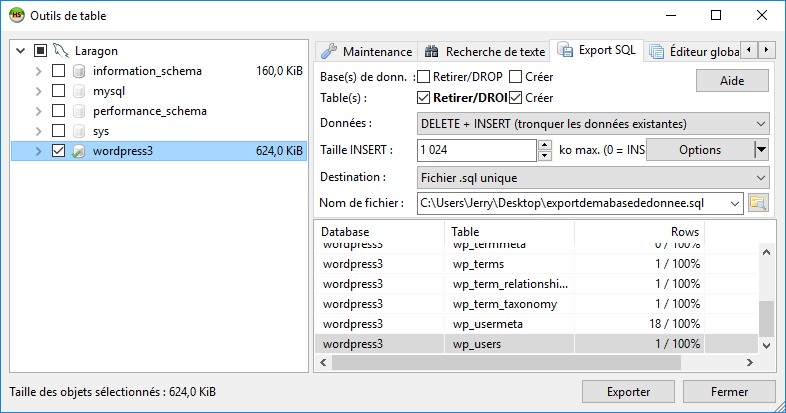 HS
Outils de table
Laragon
information_schema 160,0 KiB
mysql
performance_schema
sys
wordpress3 624,0 KiB
Maintenance Recherche de texte Export SQL Éditeur globa
Base(s) de donn. : Retirer/DROP Créer Aide
Table(s) : Retirer/DROI Créer
Données : DELETE + INSERT (tronquer les données existantes)
Taille INSERT : 1 024 ko max. (0 = INS Options
Destination : Fichier .sql unique
Nom de fichier : C:\Users\Jerry\Desktop\exportdemabasededonnee.sql
Database Table Rows
wordpress3 wp_termmeta 0 / 100%
wordpress3 wp_terms 1 / 100%
wordpress3 wp_term_relationshi... 1 / 100%
wordpress3 wp_term_taxonomy 1 / 100%
wordpress3 wp_usermeta 18 / 100%
wordpress3 wp_users 1 / 100%
Taille des objets sélectionnés : 624,0 KiB Exporter Fermer